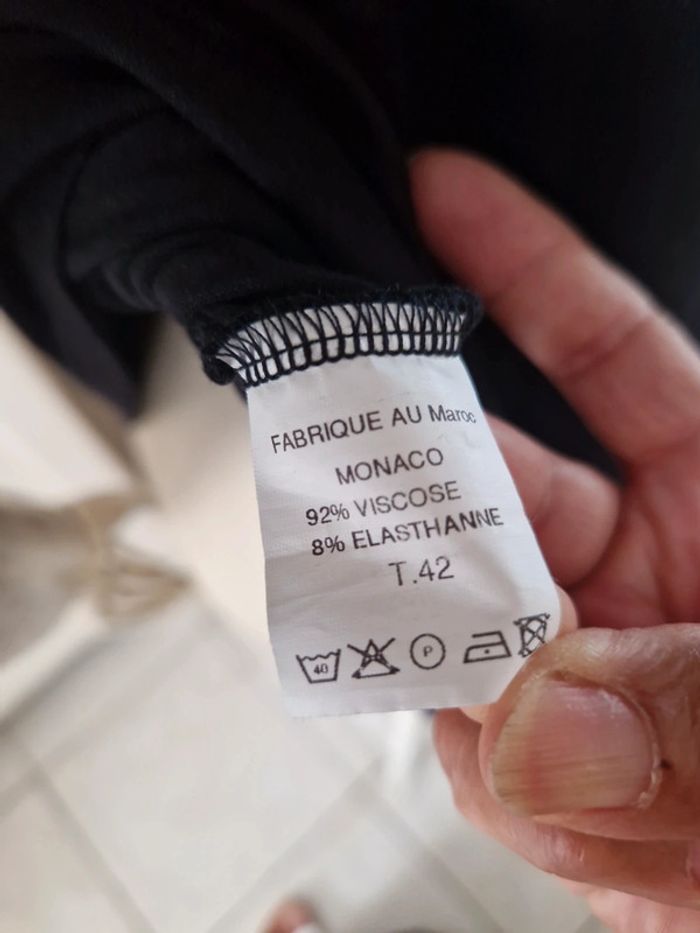 FABRIQUE AU Maroc
MONACO
92% VISCOSE
8% ELASTHANNE
T.42
40 P